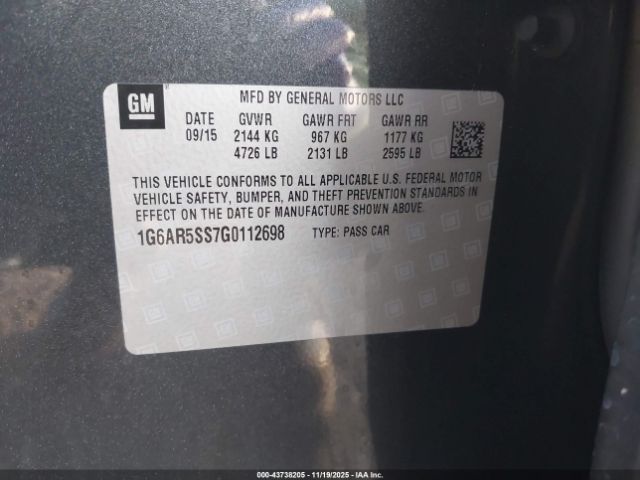 GM
MFD BY GENERAL MOTORS LLC
DATE GVWR GAWR FRT GAWR RR
09/15 2144 KG 967 KG 1177 KG
4726 LB 2131 LB 2595 LB
THIS VEHICLE CONFORMS TO ALL APPLICABLE U.S. FEDERAL MOTOR
VEHICLE SAFETY, BUMPER, AND THEFT PREVENTION STANDARDS IN
EFFECT ON THE DATE OF MANUFACTURE SHOWN ABOVE.
1G6AR5SS7G0112698 TYPE: PASS CAR
000-43738205 - 11/19/2025 - IAA Inc.